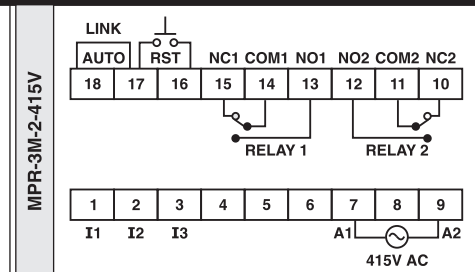 MPR-3M-2-415V
LINK
AUTO RST NC1 COM1 NO1 NO2 COM2 NC2
18 17 16 15 14 13 12 11 10
RELAY 1 RELAY 2
1 2 3 4 5 6 7 8 9
I1 I2 I3 A1 A2
415V AC